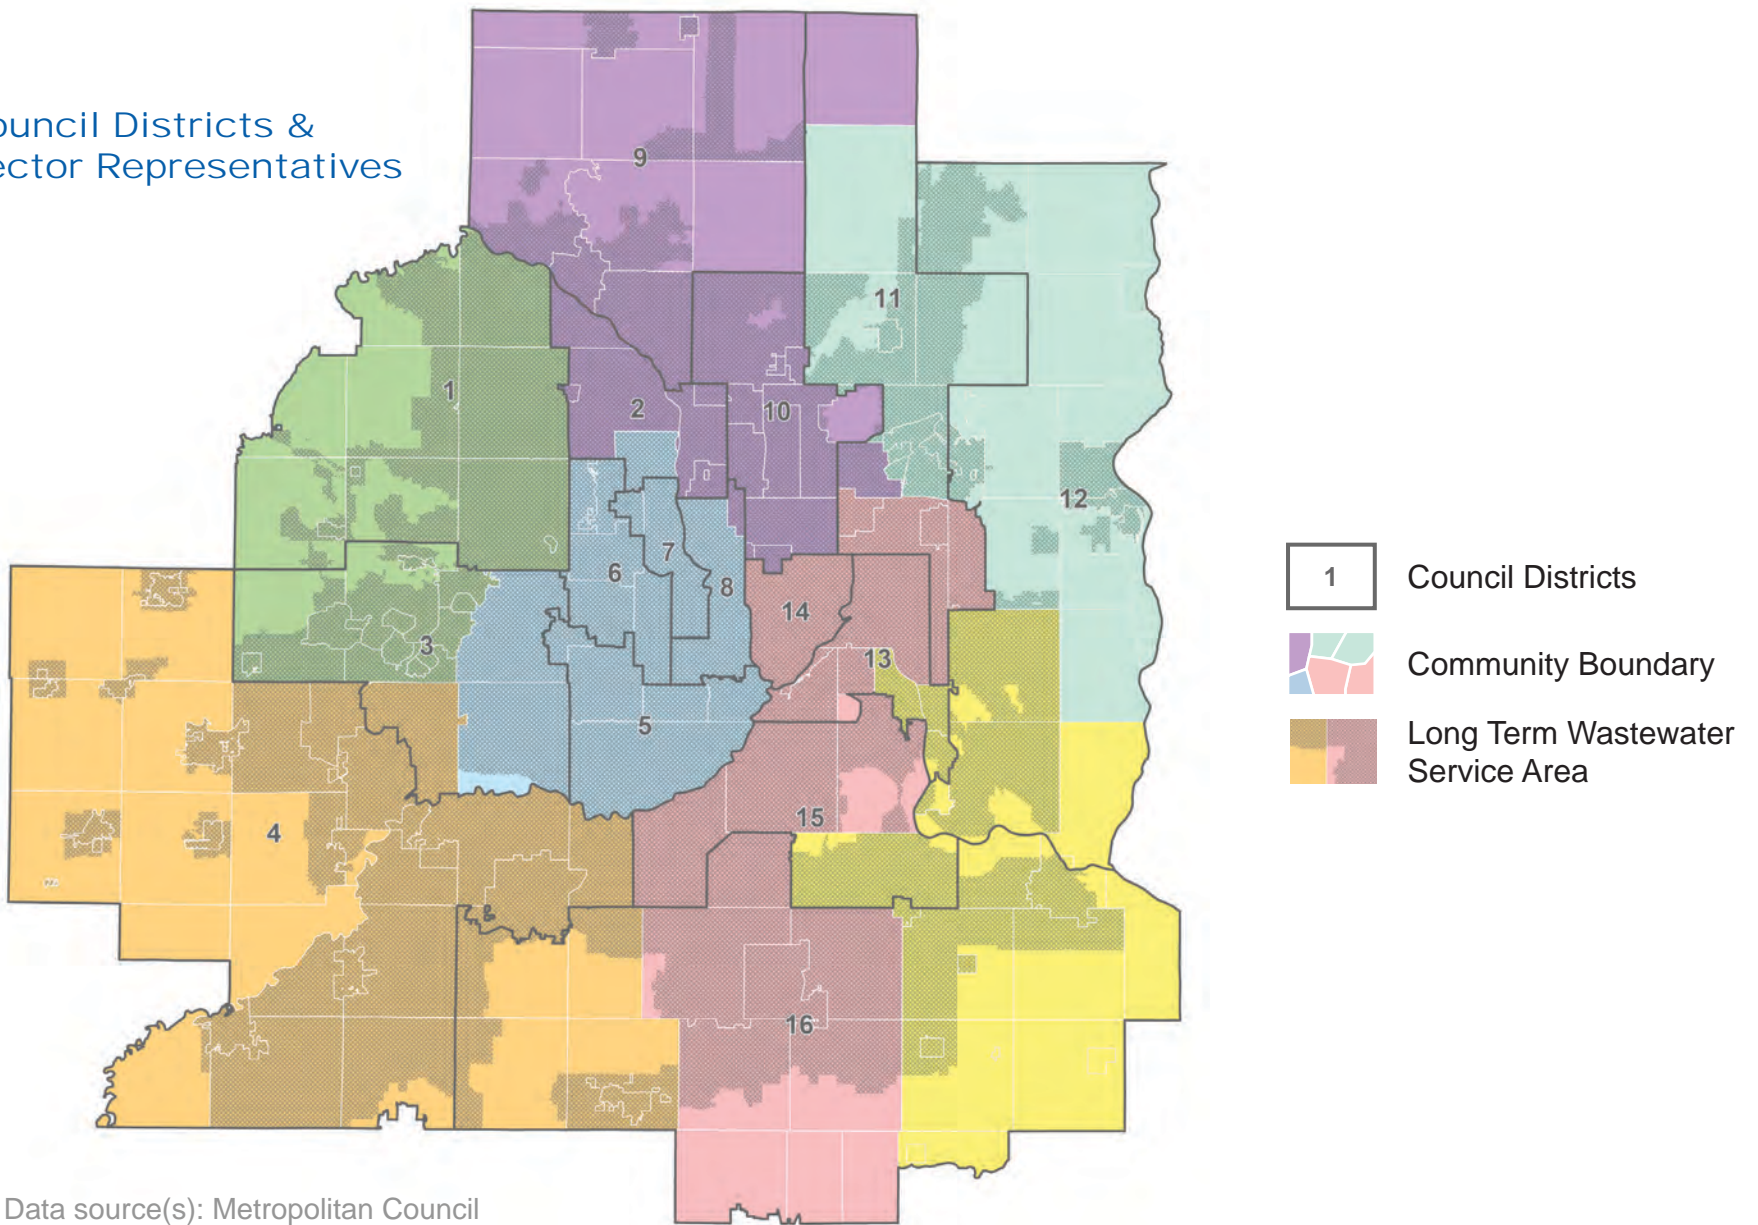 ouncil Districts &
ector Representatives
9
11
1
2
10
12
7
6
8
14
3
13
5
15
4
16
1
Council Districts
Community Boundary
Long Term Wastewater
Service Area
Data source(s): Metropolitan Council